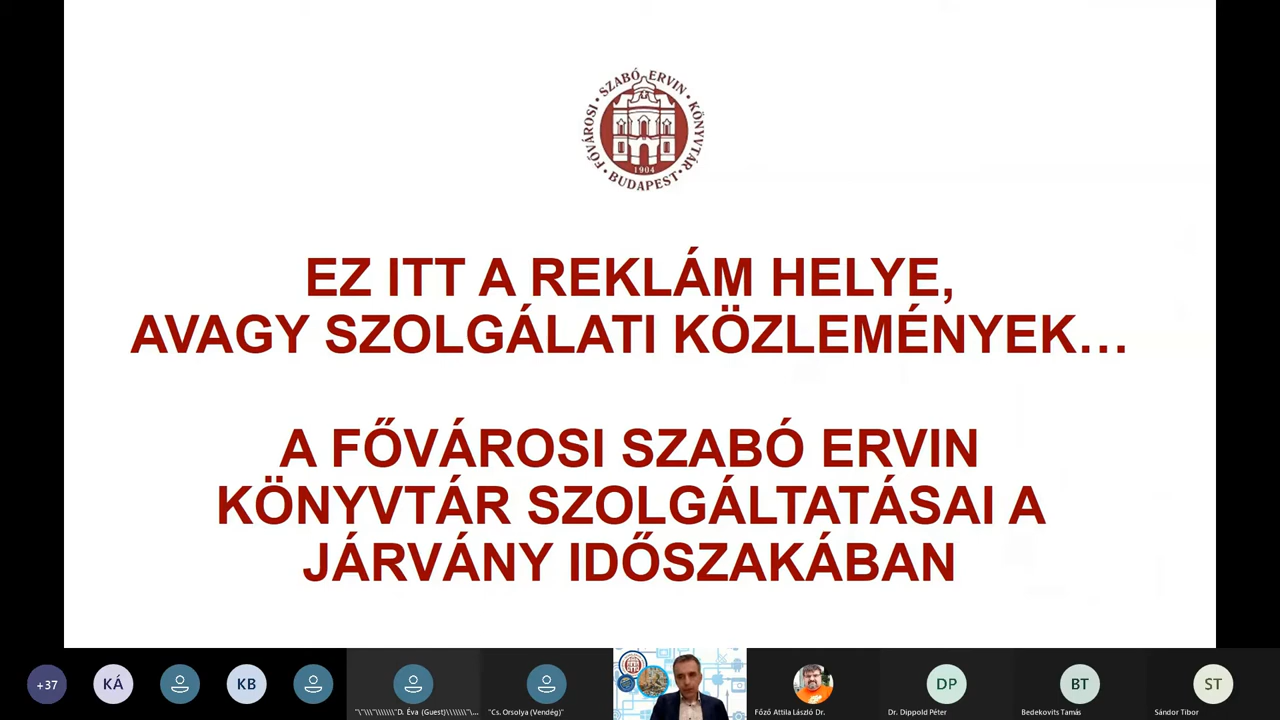 FŐVÁROSI • SZABÓ ERVIN • KÖNYVTÁR • BUDAPEST •
1904
EZ ITT A REKLÁM HELYE,
AVAGY SZOLGÁLATI KÖZLEMÉNYEK...
A FŐVÁROSI SZABÓ ERVIN
KÖNYVTÁR SZOLGÁLTATÁSAI A
JÁRVÁNY IDŐSZAKÁBAN
+37
KÁ
KB
DP
BT
ST
"\"\\"\\\\\\\"D. Éva (Guest)\\\\\\\"\...
"Cs. Orsolya (Vendég)"
Főző Attila László Dr.
Dr. Dippold Péter
Bedekovits Tamás
Sándor Tibor